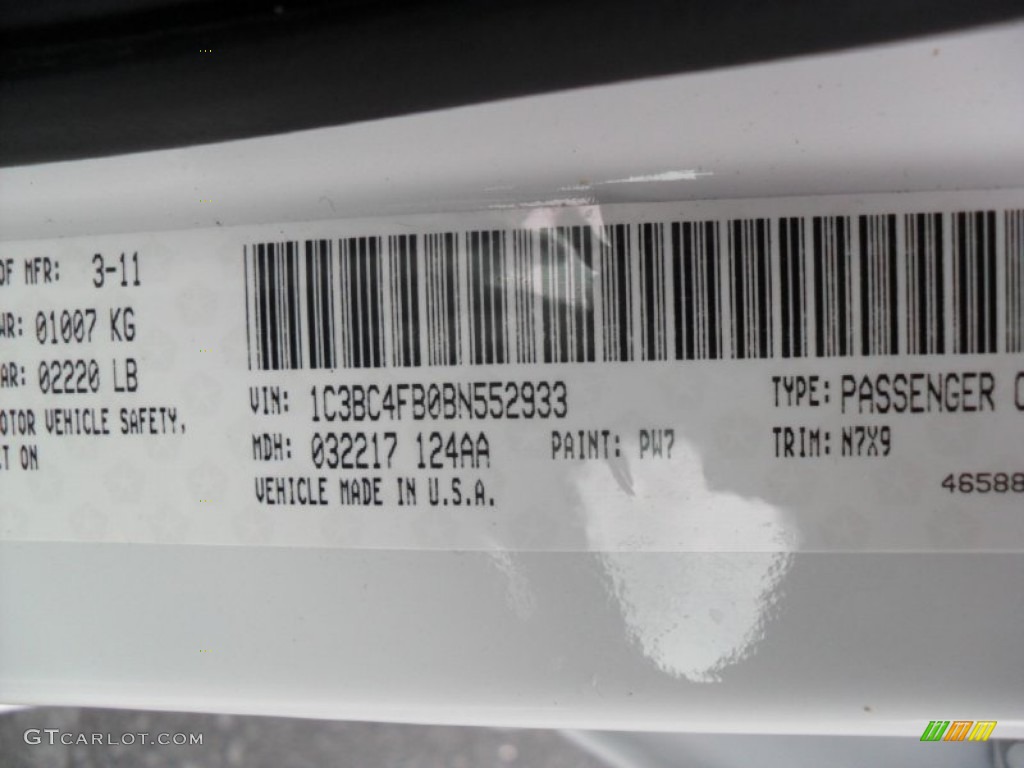 OF MFR: 3-11
WR: 01007 KG
AR: 02220 LB
OTOR VEHICLE SAFETY,
ON
VIN: 1C3BC4FB0BN552933
TYPE: PASSENGER
MDH: 032217 124AA
PAINT: PW7
TRIM: N7X9
VEHICLE MADE IN U.S.A.
46588
GTCARLOT.COM